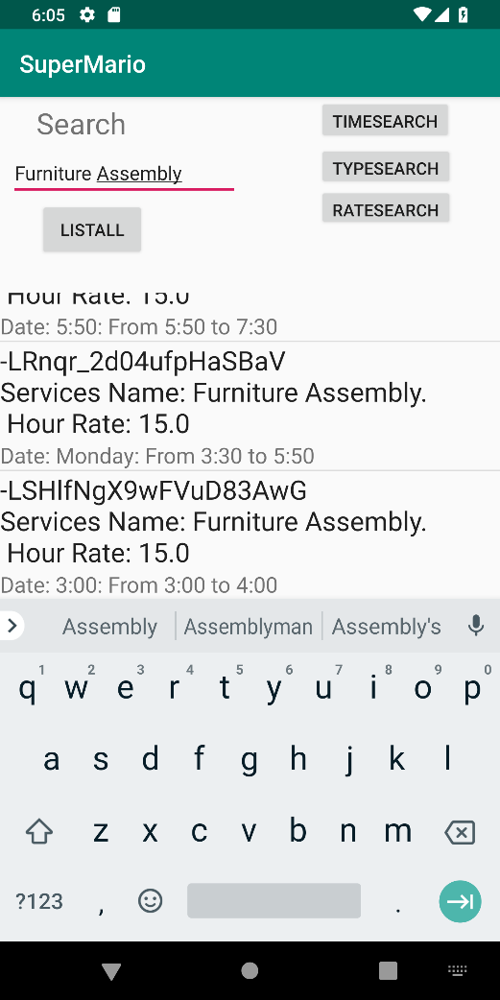 6:05
SuperMario
Search
TIMESEARCH
Furniture Assembly
TYPESEARCH
RATESEARCH
LISTALL
Hour Rate: 15.0
Date: 5:50: From 5:50 to 7:30
-LRnqr_2d04ufpHaSBaV
Services Name: Furniture Assembly.
Hour Rate: 15.0
Date: Monday: From 3:30 to 5:50
-LSHlfNgX9wFVuD83AwG
Services Name: Furniture Assembly.
Hour Rate: 15.0
Date: 3:00: From 3:00 to 4:00
Assembly Assemblyman Assembly's
1 2 3 4 5 6 7 8 9 0
q w e r t y u i o p
a s d f g h j k l
z x c v b n m
?123 , .